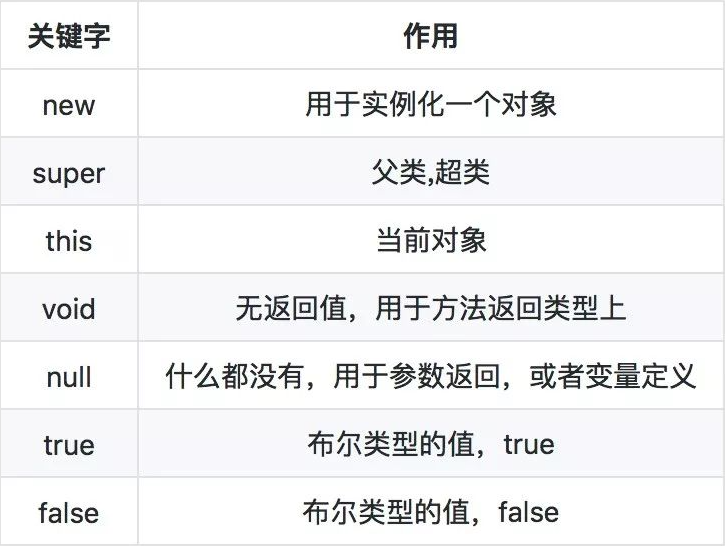 关键字 作用
new 用于实例化一个对象
super 父类,超类
this 当前对象
void 无返回值，用于方法返回类型上
null 什么都没有，用于参数返回，或者变量定义
true 布尔类型的值，true
false 布尔类型的值，false